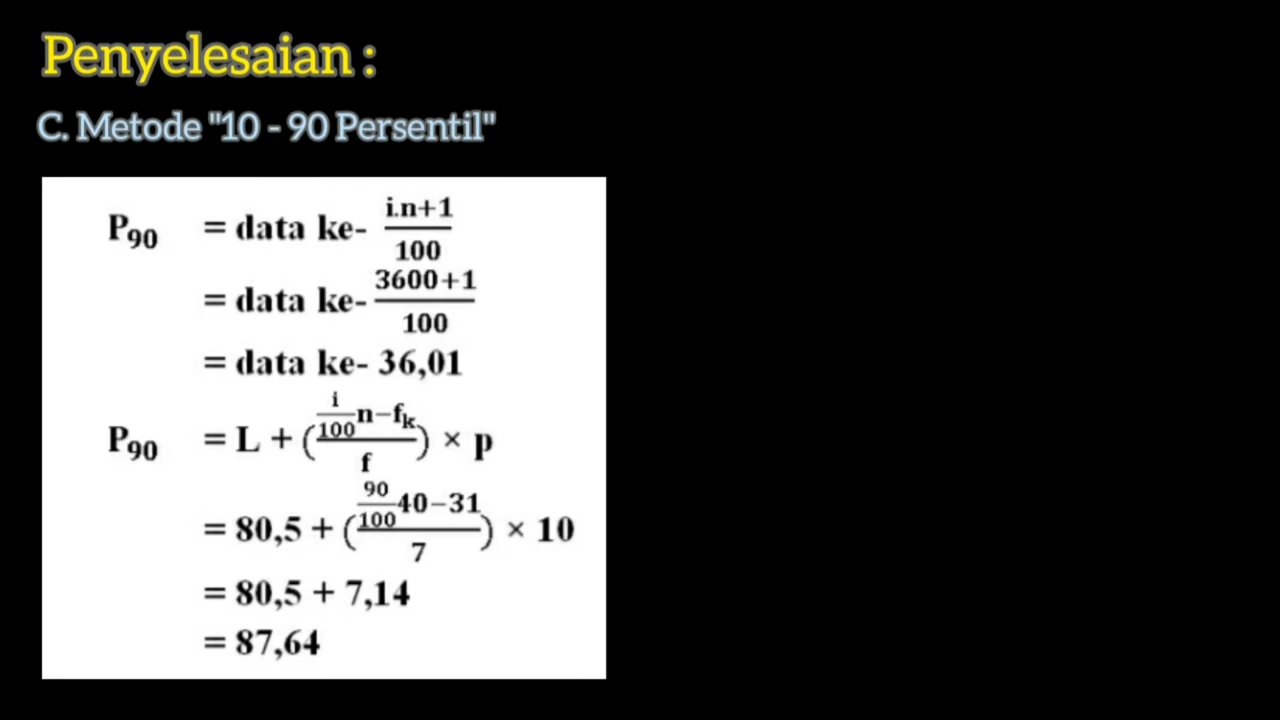 Penyelesaian :
C. Metode "10 - 90 Persentil"
P₉₀ = data ke- i.n+1/100
= data ke- 3600+1/100
= data ke- 36,01
P₉₀ = L + (i/100 n−fₖ / f) × p
= 80,5 + (90/100 40−31 / 7) × 10
= 80,5 + 7,14
= 87,64